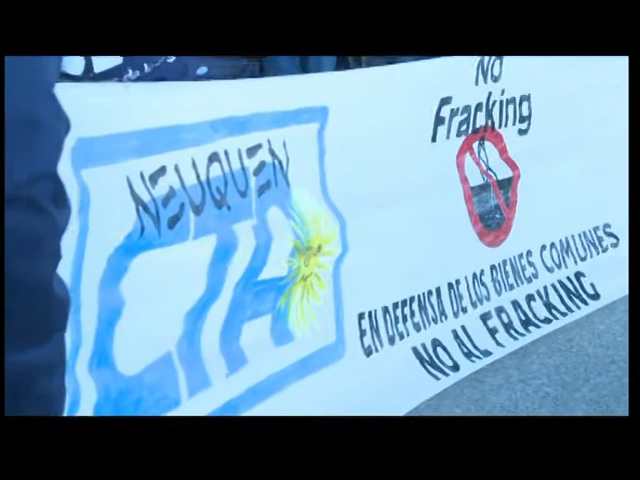 NEUQUEN
CTA
No
Fracking
EN DEFENSA DE LOS BIENES COMUNES
NO AL FRACKING